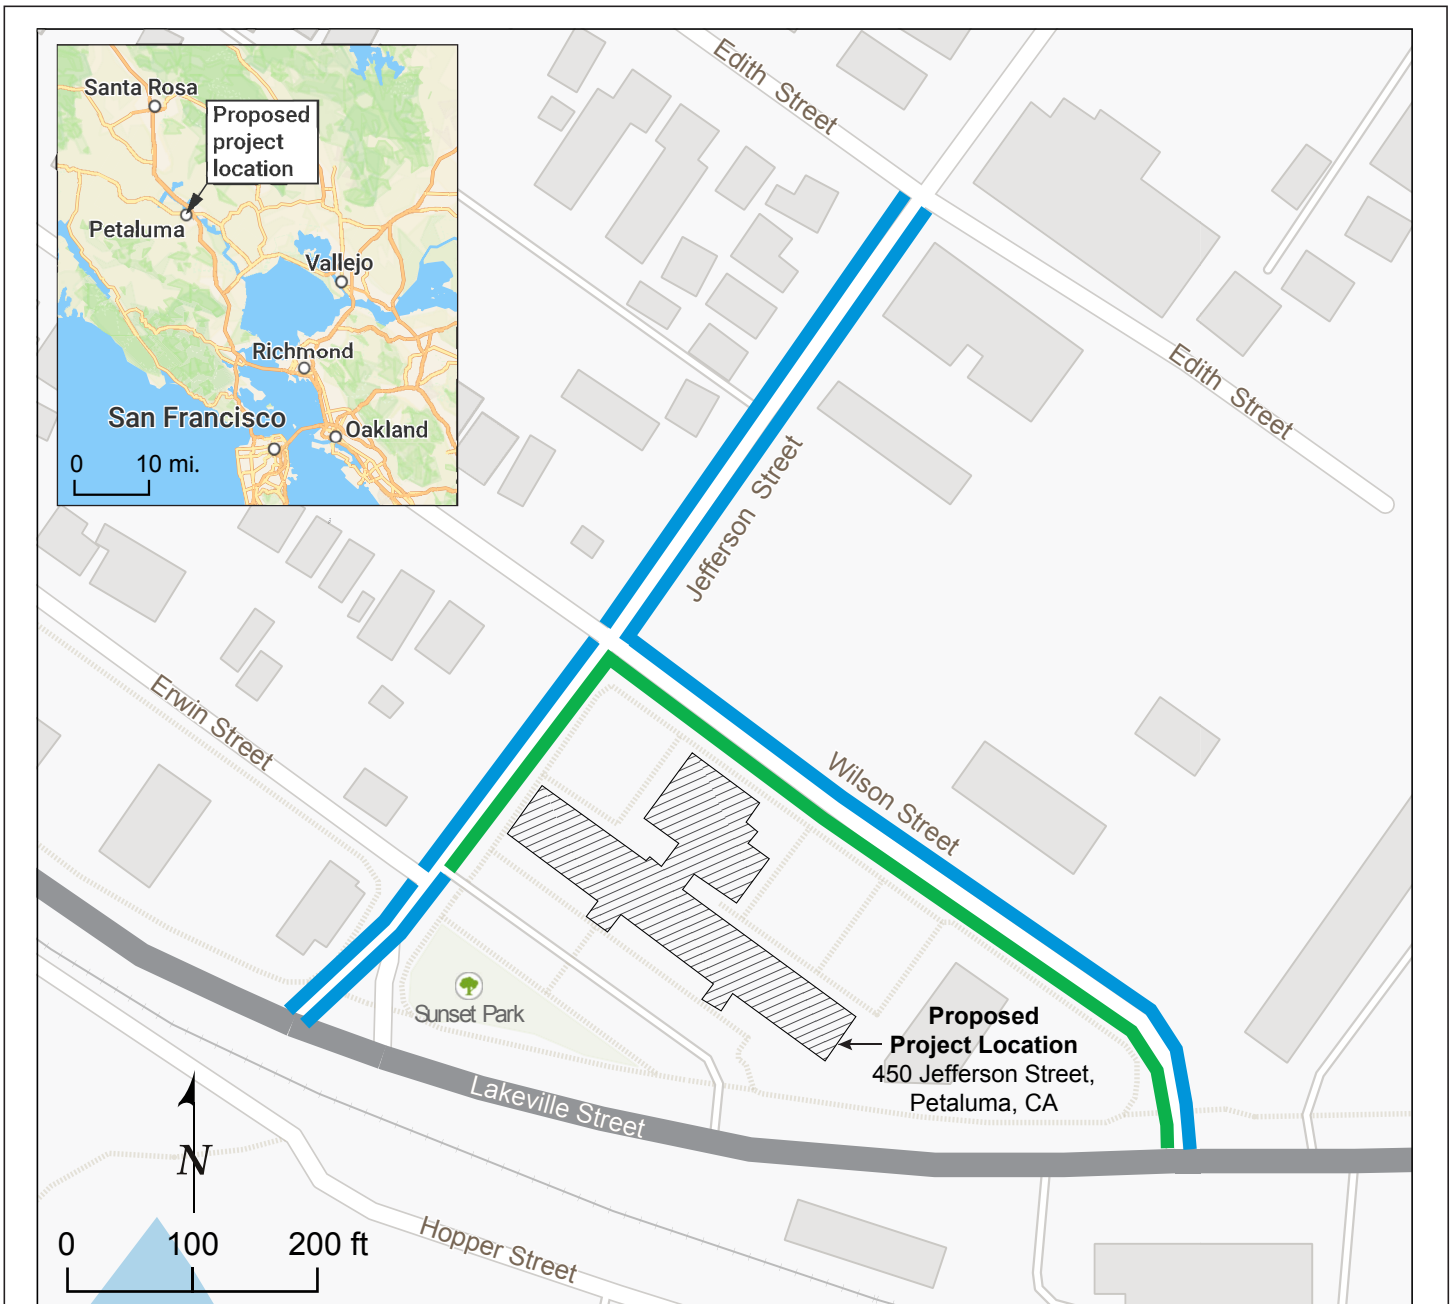 Edith Street
Santa Rosa
Proposed
project
location
Petaluma
Vallejo
Richmond
San Francisco
Oakland
0 10 mi.
Edith Street
Jefferson Street
Erwin Street
Wilson Street
Sunset Park
Proposed
Project Location
450 Jefferson Street,
Petaluma, CA
Lakeville Street
N
Hopper Street
0 100 200 ft